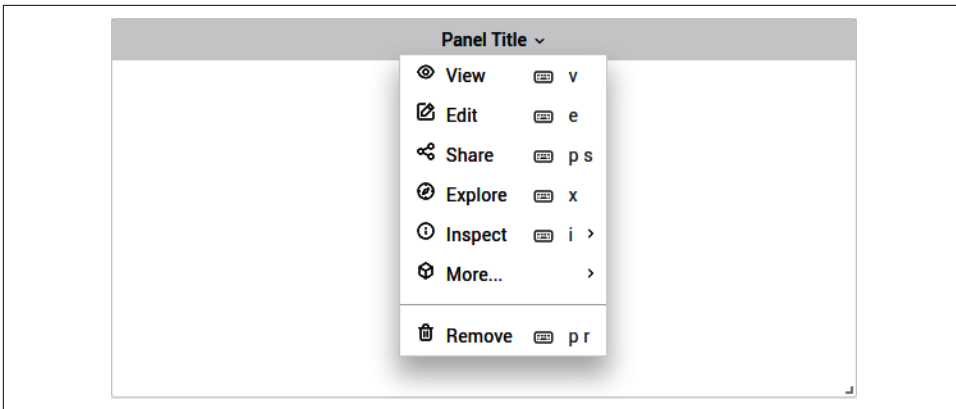 Panel Title
View v
Edit e
Share p s
Explore x
Inspect i
More...
Remove p r